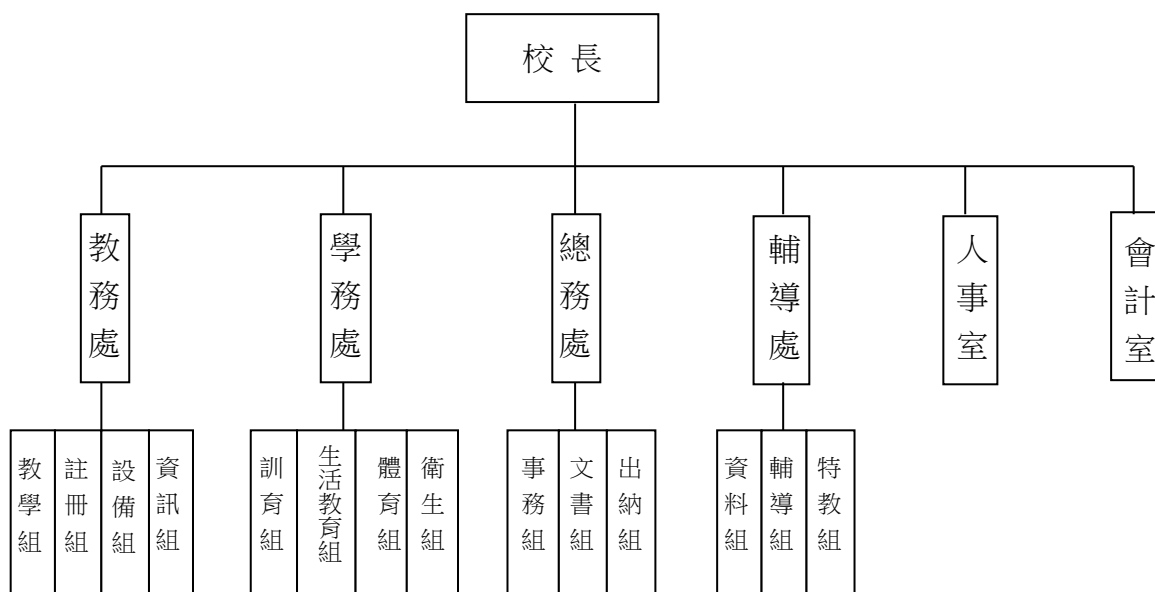 校長
教務處
學務處
總務處
輔導處
人事室
會計室
教學組
註冊組
設備組
資訊組
訓育組
生活教育組
體育組
衛生組
事務組
文書組
出納組
資料組
輔導組
特教組